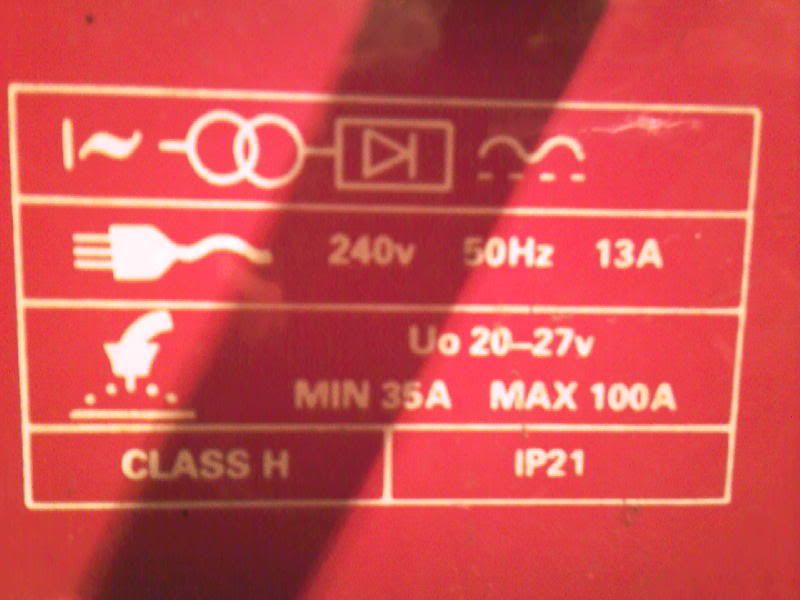 240v 50Hz 13A
Uo 20–27v
MIN 35A MAX 100A
CLASS H IP21